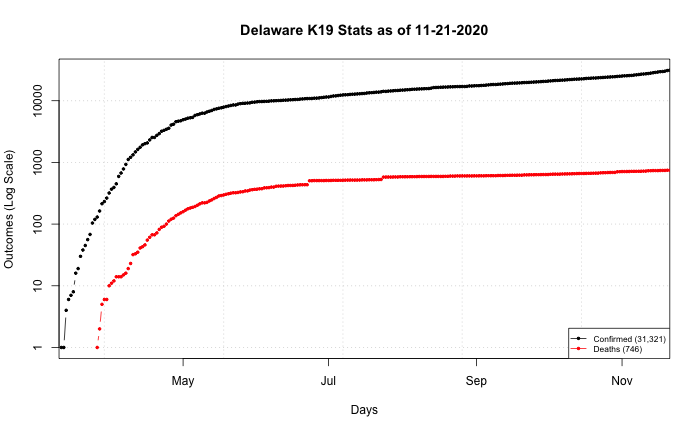 Delaware K19 Stats as of 11-21-2020
Outcomes (Log Scale)
10000
1000
100
10
1
Confirmed (31,321)
Deaths (746)
May
Jul
Sep
Nov
Days